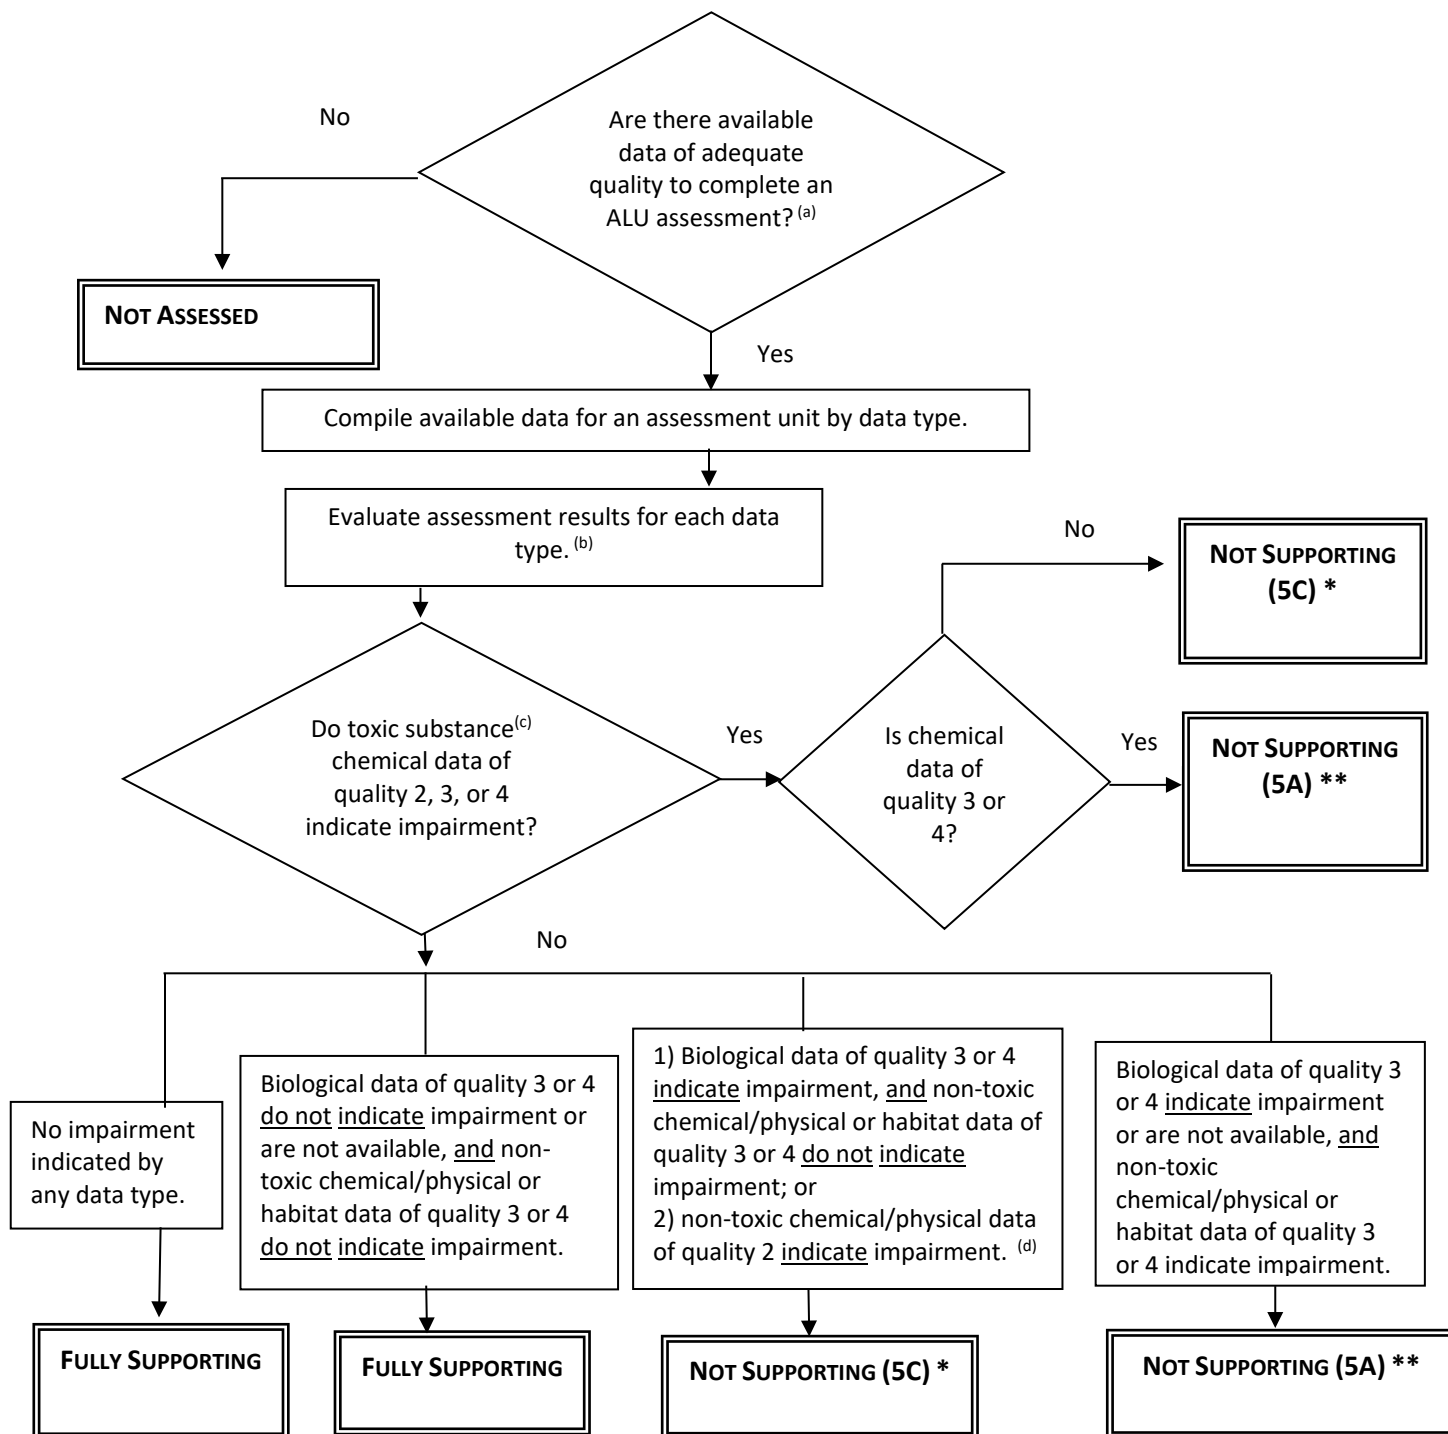 No
Are there available
data of adequate
quality to complete an
ALU assessment? (a)
NOT ASSESSED
Yes
Compile available data for an assessment unit by data type.
Evaluate assessment results for each data
type. (b)
No
NOT SUPPORTING
(5C) *
Do toxic substance(c)
chemical data of
quality 2, 3, or 4
indicate impairment?
Yes
Is chemical
data of
quality 3 or
4?
Yes
NOT SUPPORTING
(5A) **
No
No impairment
indicated by
any data type.
Biological data of quality 3 or 4
do not indicate impairment or
are not available, and non-
toxic chemical/physical or
habitat data of quality 3 or 4
do not indicate impairment.
1) Biological data of quality 3 or 4
indicate impairment, and non-toxic
chemical/physical or habitat data of
quality 3 or 4 do not indicate
impairment; or
2) non-toxic chemical/physical data
of quality 2 indicate impairment. (d)
Biological data of quality 3
or 4 indicate impairment
or are not available, and
non-toxic
chemical/physical or
habitat data of quality 3
or 4 indicate impairment.
FULLY SUPPORTING
FULLY SUPPORTING
NOT SUPPORTING (5C) *
NOT SUPPORTING (5A) **